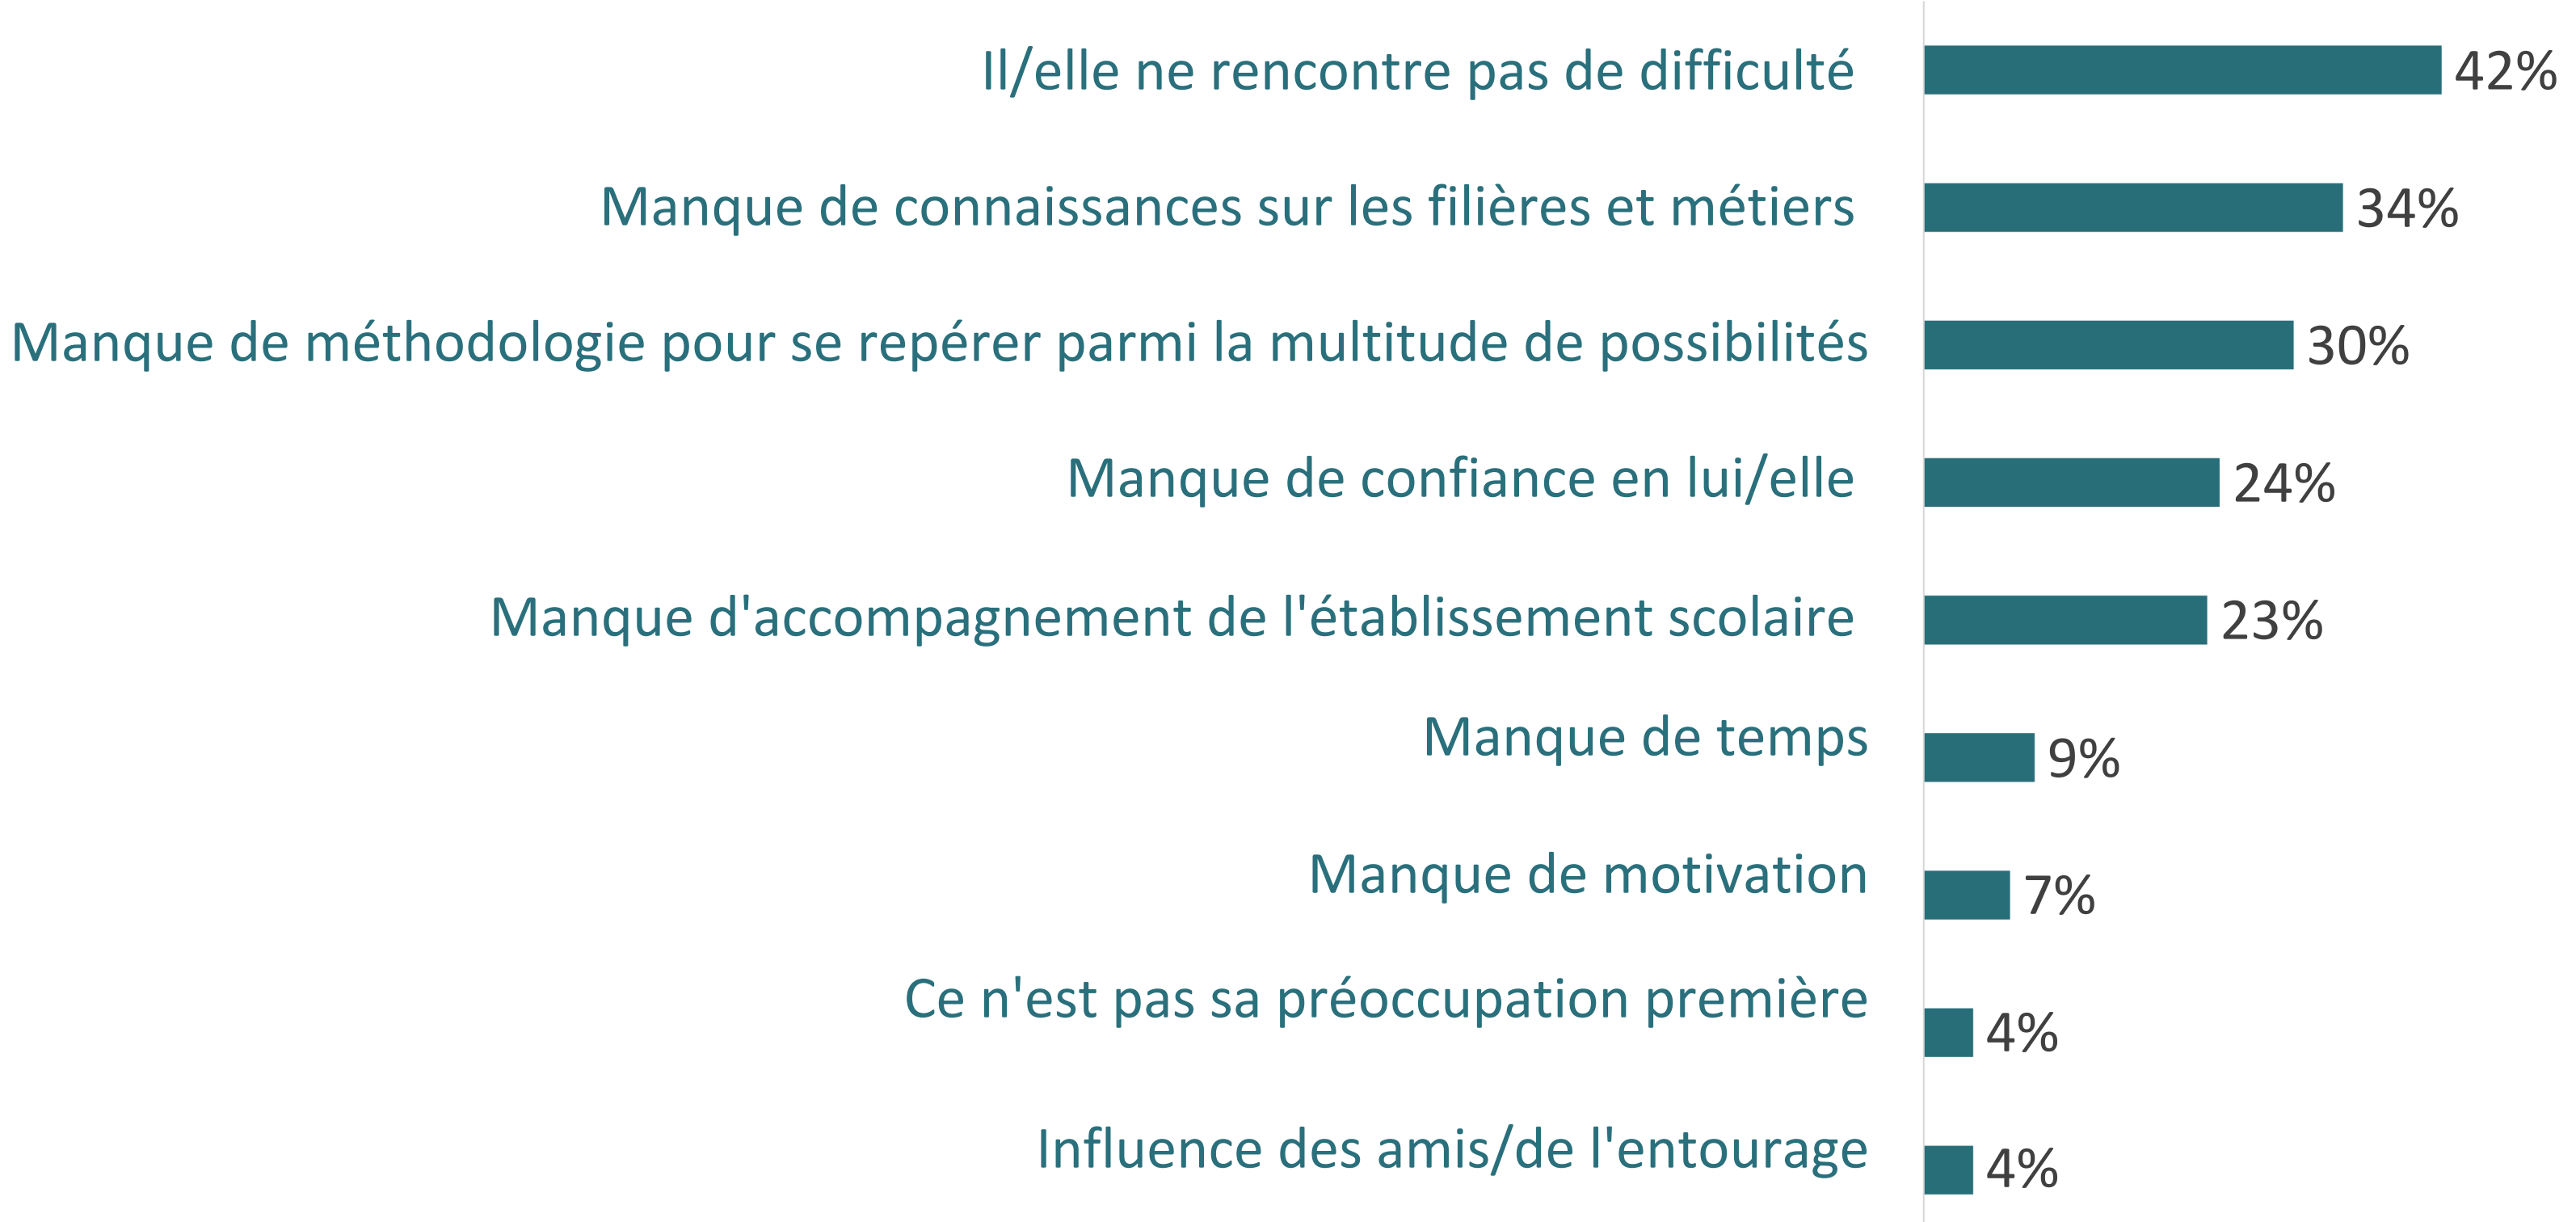 Il/elle ne rencontre pas de difficulté 42%
Manque de connaissances sur les filières et métiers 34%
Manque de méthodologie pour se repérer parmi la multitude de possibilités 30%
Manque de confiance en lui/elle 24%
Manque d'accompagnement de l'établissement scolaire 23%
Manque de temps 9%
Manque de motivation 7%
Ce n'est pas sa préoccupation première 4%
Influence des amis/de l'entourage 4%